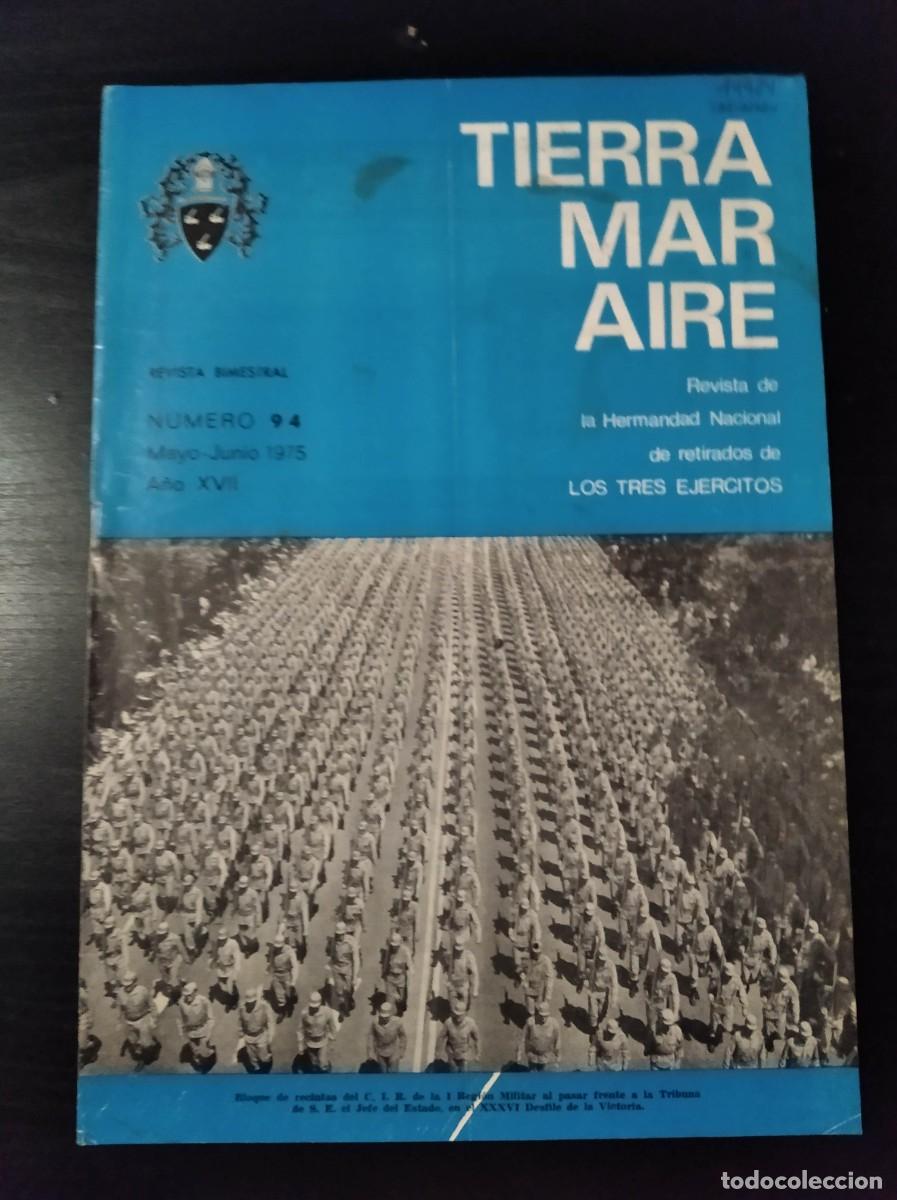 TIERRA
MAR
AIRE
REVISTA BIMESTRAL
NUMERO 94
Mayo-Junio 1975
Año XVII
Revista de
la Hermandad Nacional
de retirados de
LOS TRES EJERCITOS
Bloque de reclutas del C. I. R. de la I Región Militar al pasar frente a la Tribuna
de S. E. el Jefe del Estado, en el XXXVI Desfile de la Victoria.
todocoleccion